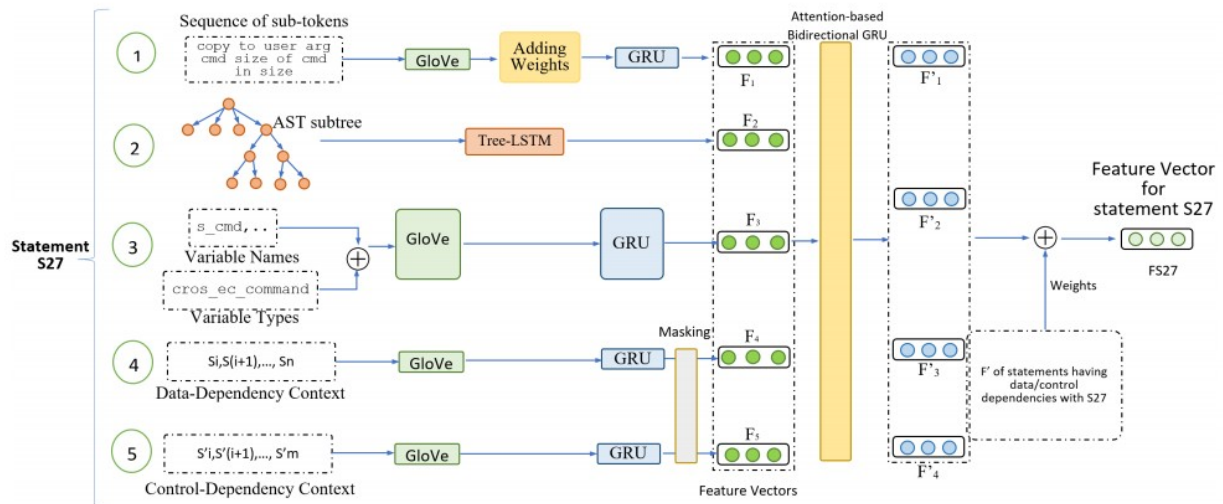 Statement
S27
1
Sequence of sub-tokens
copy to user arg
cmd size of cmd
in size
GloVe
Adding
Weights
GRU
F₁
2
AST subtree
Tree-LSTM
F₂
3
s_cmd,..
Variable Names
cros_ec_command
Variable Types
GloVe
GRU
F₃
4
Si,S(i+1),..., Sn
Data-Dependency Context
GloVe
GRU
Masking
F₄
5
S'i,S'(i+1),..., S'm
Control-Dependency Context
GloVe
GRU
F₅
Feature Vectors
Attention-based
Bidirectional GRU
F'₁
F'₂
F'₃
F'₄
F' of statements having
data/control
dependencies with S27
Weights
Feature Vector
for
statement S27
FS27